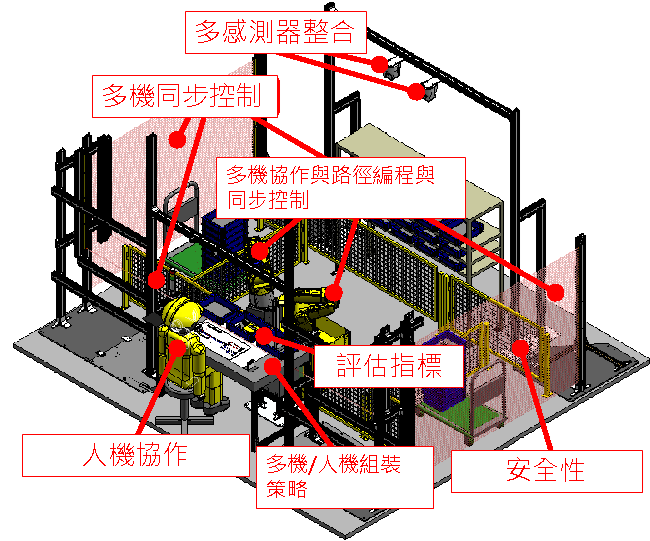 多感測器整合
多機同步控制
多機協作與路徑編程與
同步控制
評估指標
人機協作
多機/人機組裝
策略
安全性